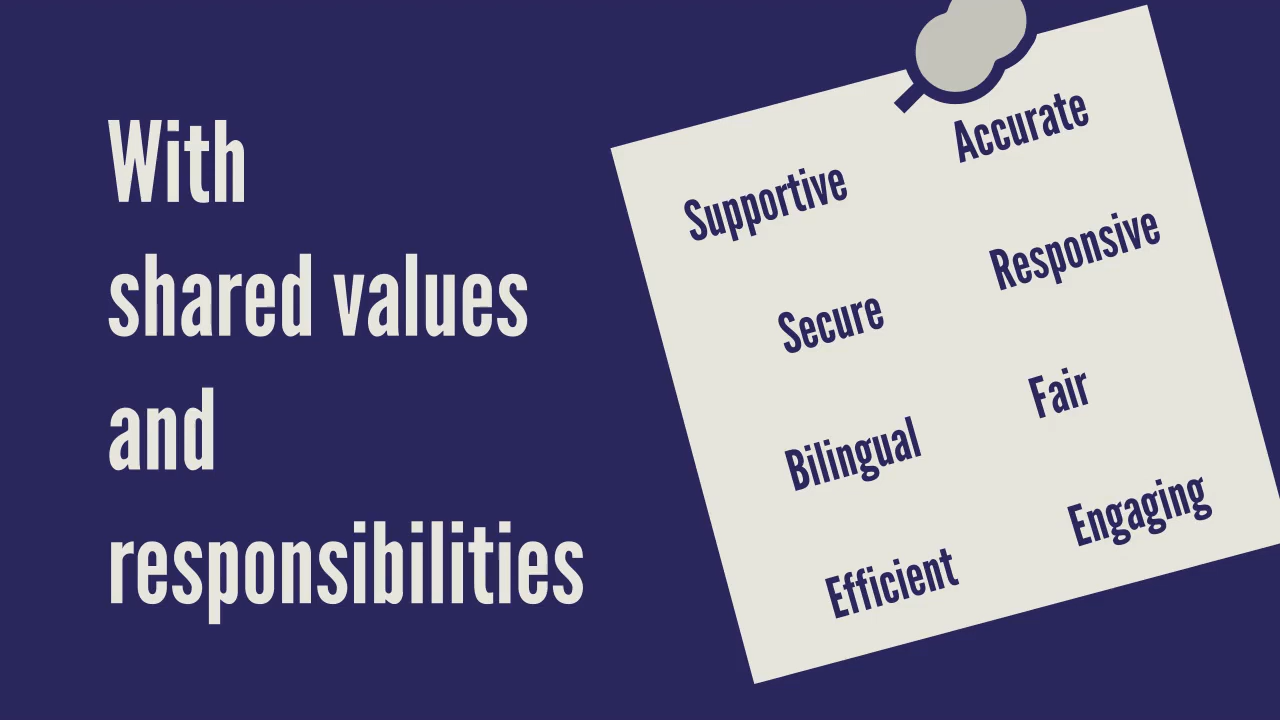 With
shared values
and
responsibilities
Supportive
Accurate
Secure
Responsive
Bilingual
Fair
Efficient
Engaging